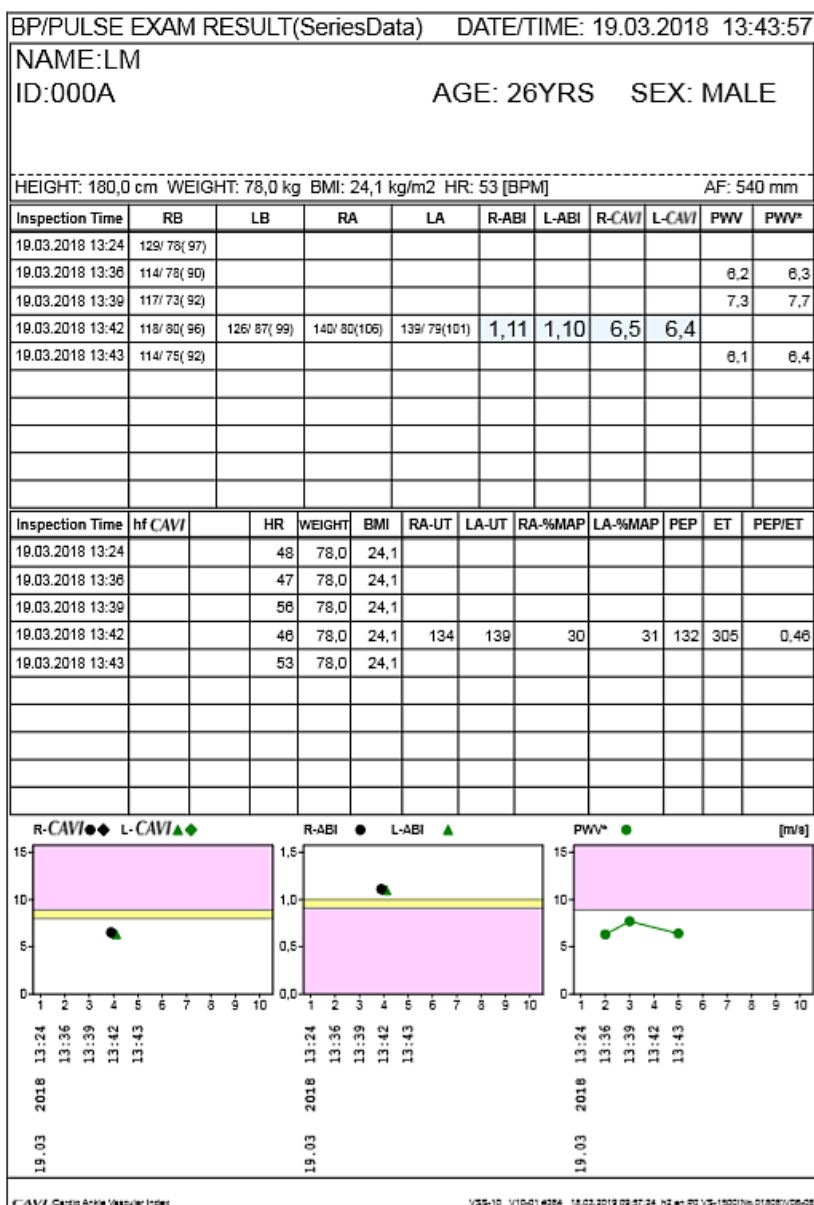 BP/PULSE EXAM RESULT(SeriesData) DATE/TIME: 19.03.2018 13:43:57
NAME:LM
ID:000A AGE: 26YRS SEX: MALE
HEIGHT: 180,0 cm WEIGHT: 78,0 kg BMI: 24,1 kg/m2 HR: 53 [BPM] AF: 540 mm
Inspection Time RB LB RA LA R-ABI L-ABI R-CAVI L-CAVI PWV PWV*
19.03.2018 13:24 129/ 78( 97)
19.03.2018 13:36 114/ 78( 90) 6,2 6,3
19.03.2018 13:39 117/ 73( 92) 7,3 7,7
19.03.2018 13:42 118/ 80( 96) 126/ 87( 99) 140/ 80(106) 139/ 79(101) 1,11 1,10 6,5 6,4
19.03.2018 13:43 114/ 75( 92) 6,1 6,4
Inspection Time hf CAVI HR WEIGHT BMI RA-UT LA-UT RA-%MAP LA-%MAP PEP ET PEP/ET
19.03.2018 13:24 48 78,0 24,1
19.03.2018 13:36 47 78,0 24,1
19.03.2018 13:39 56 78,0 24,1
19.03.2018 13:42 46 78,0 24,1 134 139 30 31 132 305 0,46
19.03.2018 13:43 53 78,0 24,1
R-CAVI L-CAVI R-ABI L-ABI PWV* [m/s]
15 1,5 15
10 1,0 10
5 0,5 5
0 0,0 0
1 2 3 4 5 6 7 8 9 10 1 2 3 4 5 6 7 8 9 10 1 2 3 4 5 6 7 8 9 10
19.03 2018 13:24 13:36 13:39 13:42 13:43
19.03 2018 13:24 13:36 13:39 13:42 13:43
19.03 2018 13:24 13:36 13:39 13:42 13:43
CAVI:Cardio Ankle Vascular Index